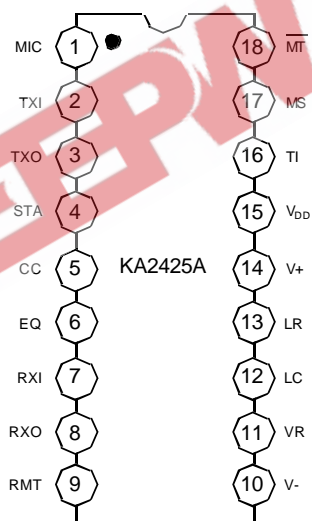 MIC 1 18 MT
TXI 2 17 MS
TXO 3 16 TI
STA 4 15 VDD
CC 5 KA2425A 14 V+
EQ 6 13 LR
RXI 7 12 LC
RXO 8 11 VR
RMT 9 10 V-
EEPW